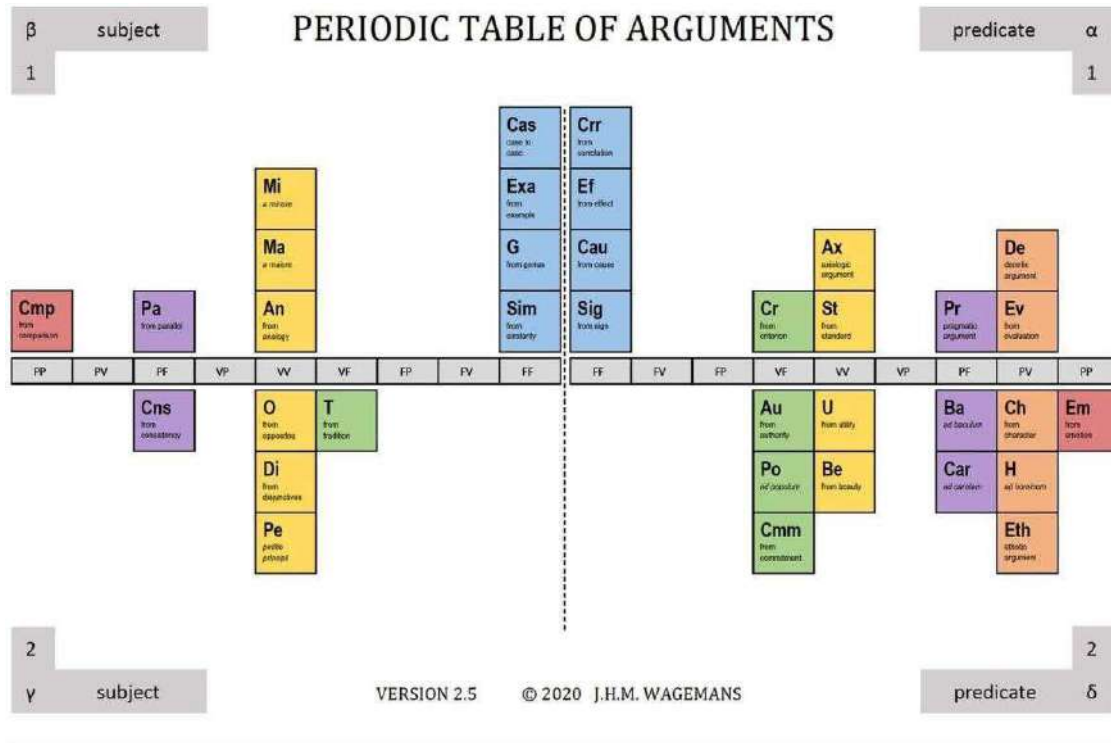 β subject PERIODIC TABLE OF ARGUMENTS predicate α
1 1
Cas Crr
case to case from correlation
Mi Exa Ef
a minore from example from effect
Ma G Cau Ax De
a maiore from genus from cause axiologic argument deontic argument
Cmp Pa An Sim Sig Cr St Pr Ev
from comparison from parallel from analogy from similarity from sign from criterion from standard pragmatic argument from evaluation
PP PV PF VP VV VF FP FV FF FF FV FP VF VV VP PF PV PP
Cns O T Au U Ba Ch Em
from consistency from opposites from tradition from authority from utility ad baculum from character from emotion
Di Po Be Car H
from disjunctives ad populum from beauty ad carotam ad hominem
Pe Cmm Eth
petitio principii from commitment ethotic argument
2 2
γ subject VERSION 2.5 © 2020 J.H.M. WAGEMANS predicate δ